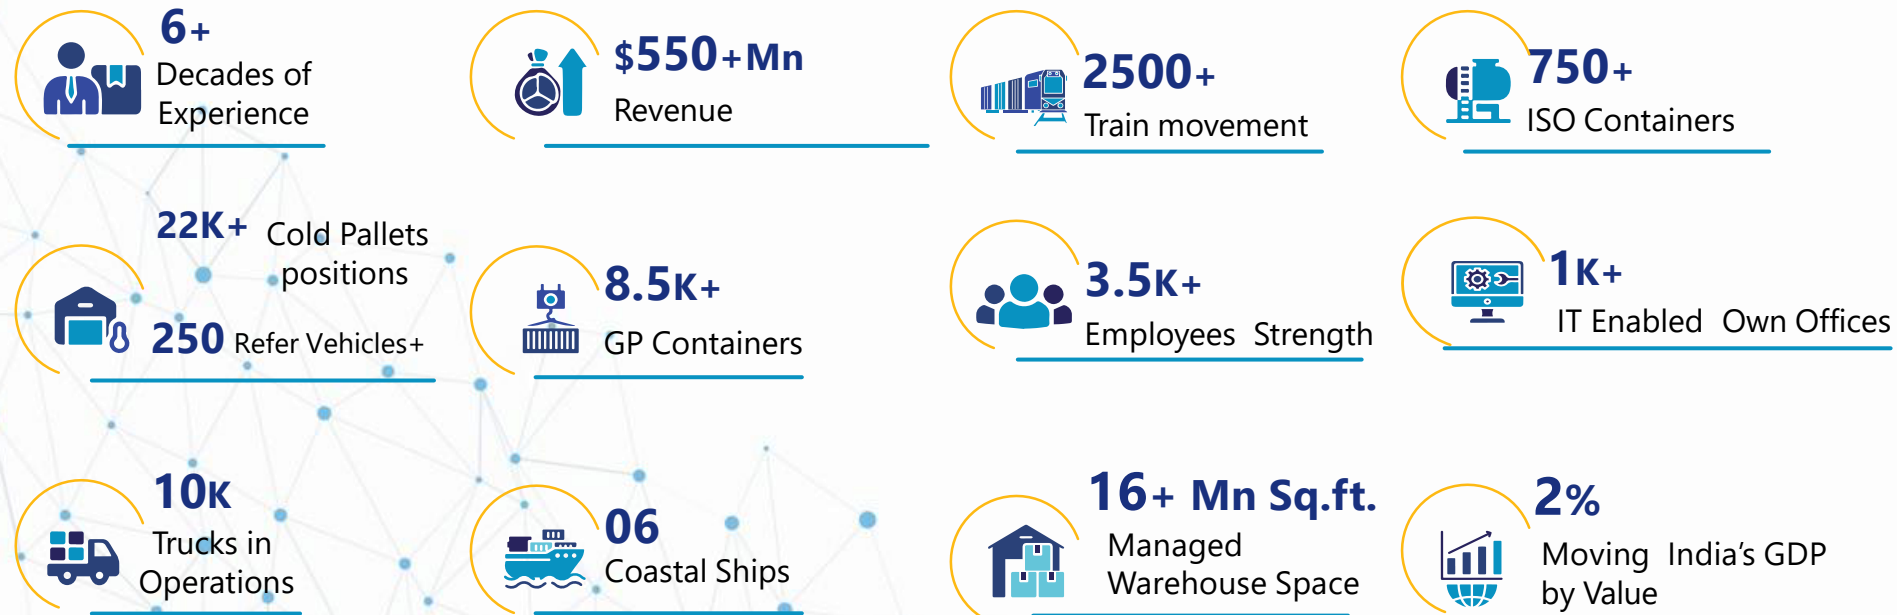 6+
Decades of
Experience
$550+Mn
Revenue
2500+
Train movement
750+
ISO Containers
22K+ Cold Pallets
positions
250 Refer Vehicles+
8.5K+
GP Containers
3.5K+
Employees Strength
1K+
IT Enabled Own Offices
10K
Trucks in
Operations
06
Coastal Ships
16+ Mn Sq.ft.
Managed
Warehouse Space
2%
Moving India's GDP
by Value